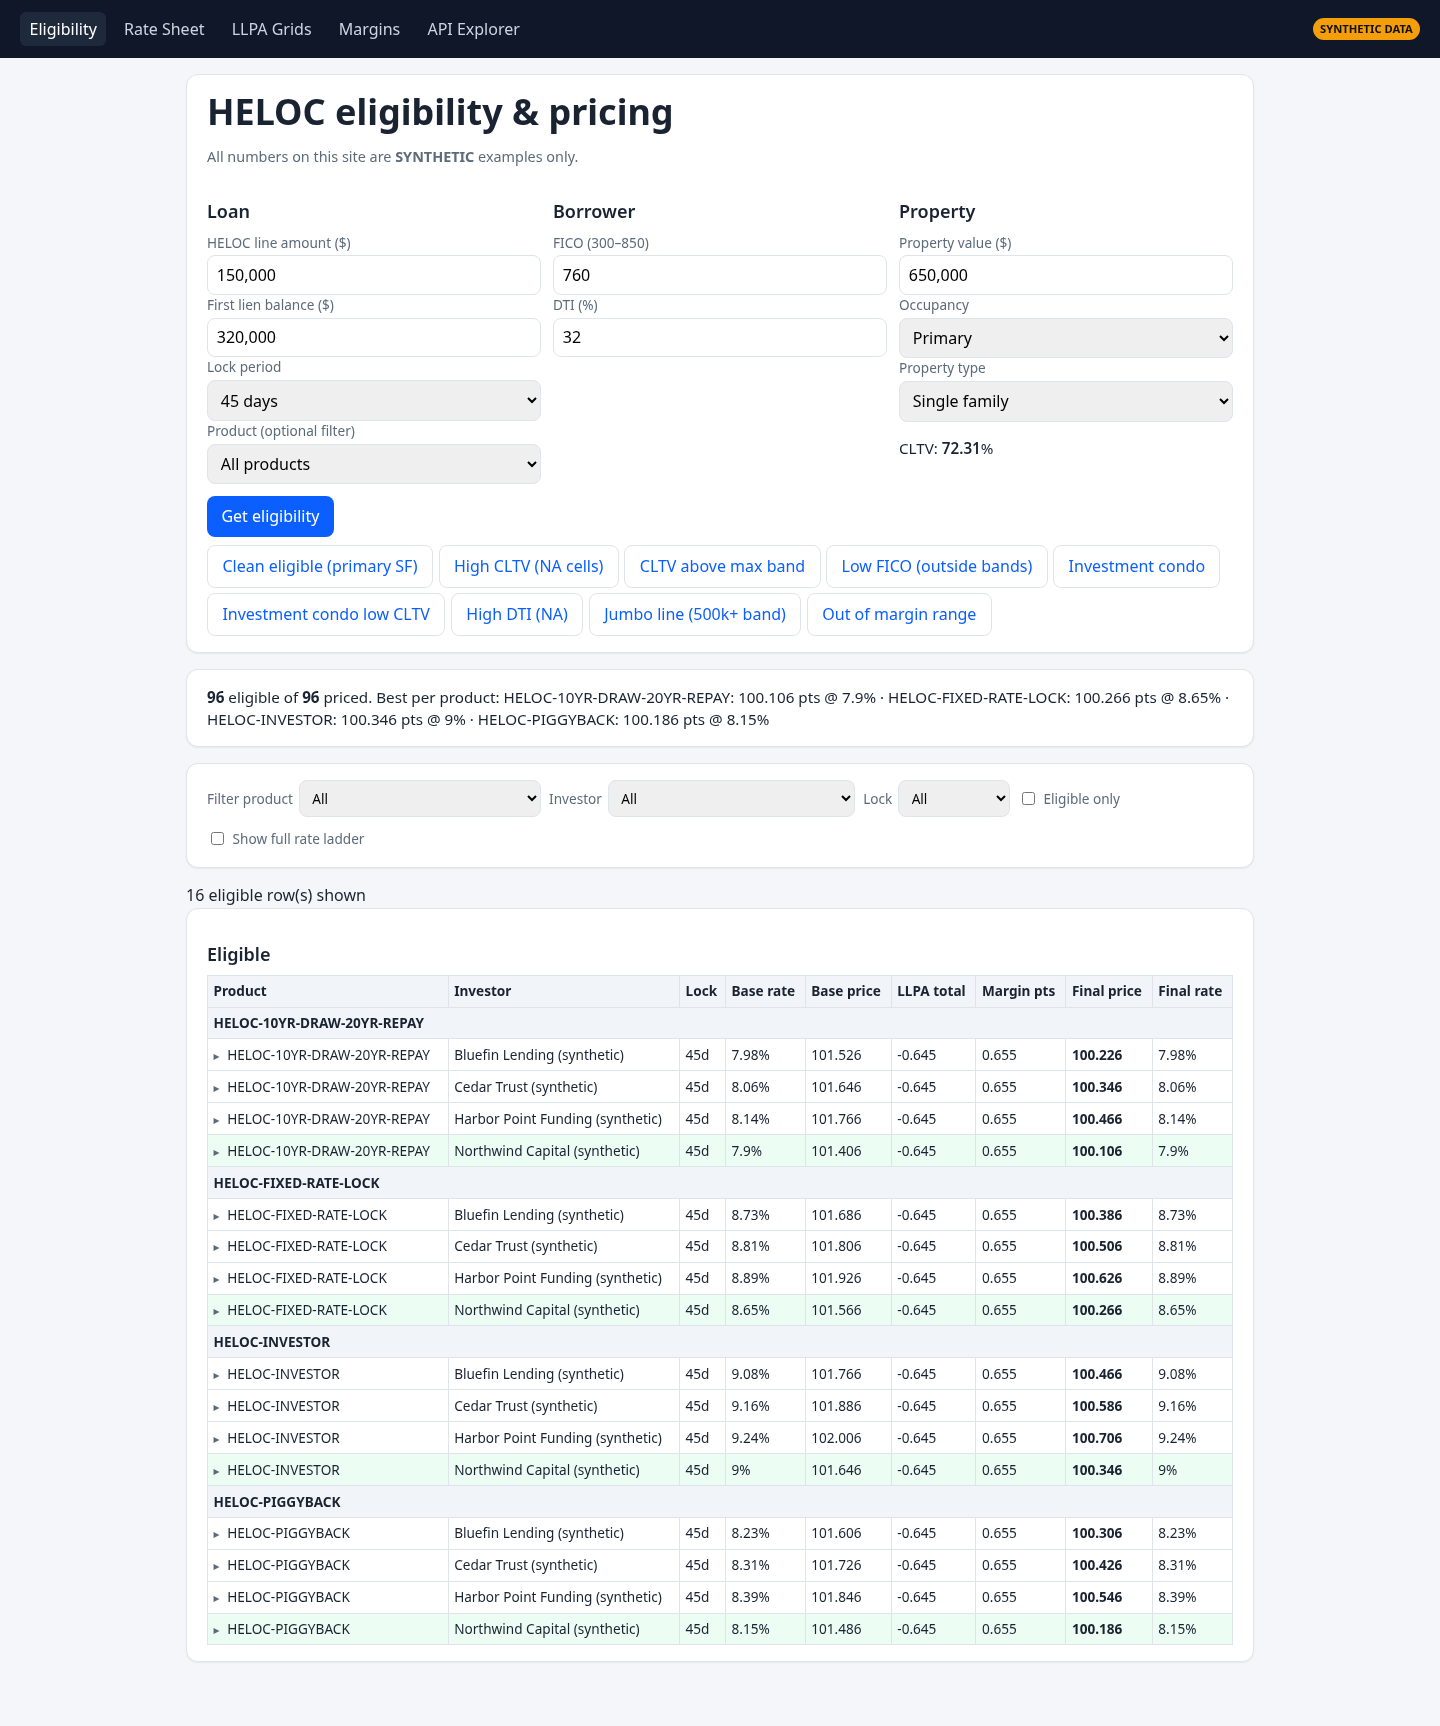 Eligibility Rate Sheet LLPA Grids Margins API Explorer SYNTHETIC DATA
HELOC eligibility & pricing
All numbers on this site are SYNTHETIC examples only.
Loan
HELOC line amount ($)
150,000
First lien balance ($)
320,000
Lock period
45 days
Product (optional filter)
All products
Borrower
FICO (300–850)
760
DTI (%)
32
Property
Property value ($)
650,000
Occupancy
Primary
Property type
Single family
CLTV: 72.31%
Get eligibility
Clean eligible (primary SF) High CLTV (NA cells) CLTV above max band Low FICO (outside bands) Investment condo
Investment condo low CLTV High DTI (NA) Jumbo line (500k+ band) Out of margin range
96 eligible of 96 priced. Best per product: HELOC-10YR-DRAW-20YR-REPAY: 100.106 pts @ 7.9% · HELOC-FIXED-RATE-LOCK: 100.266 pts @ 8.65% ·
HELOC-INVESTOR: 100.346 pts @ 9% · HELOC-PIGGYBACK: 100.186 pts @ 8.15%
Filter product All Investor All Lock All Eligible only
Show full rate ladder
16 eligible row(s) shown
Eligible
Product Investor Lock Base rate Base price LLPA total Margin pts Final price Final rate
HELOC-10YR-DRAW-20YR-REPAY
▸ HELOC-10YR-DRAW-20YR-REPAY Bluefin Lending (synthetic) 45d 7.98% 101.526 -0.645 0.655 100.226 7.98%
▸ HELOC-10YR-DRAW-20YR-REPAY Cedar Trust (synthetic) 45d 8.06% 101.646 -0.645 0.655 100.346 8.06%
▸ HELOC-10YR-DRAW-20YR-REPAY Harbor Point Funding (synthetic) 45d 8.14% 101.766 -0.645 0.655 100.466 8.14%
▸ HELOC-10YR-DRAW-20YR-REPAY Northwind Capital (synthetic) 45d 7.9% 101.406 -0.645 0.655 100.106 7.9%
HELOC-FIXED-RATE-LOCK
▸ HELOC-FIXED-RATE-LOCK Bluefin Lending (synthetic) 45d 8.73% 101.686 -0.645 0.655 100.386 8.73%
▸ HELOC-FIXED-RATE-LOCK Cedar Trust (synthetic) 45d 8.81% 101.806 -0.645 0.655 100.506 8.81%
▸ HELOC-FIXED-RATE-LOCK Harbor Point Funding (synthetic) 45d 8.89% 101.926 -0.645 0.655 100.626 8.89%
▸ HELOC-FIXED-RATE-LOCK Northwind Capital (synthetic) 45d 8.65% 101.566 -0.645 0.655 100.266 8.65%
HELOC-INVESTOR
▸ HELOC-INVESTOR Bluefin Lending (synthetic) 45d 9.08% 101.766 -0.645 0.655 100.466 9.08%
▸ HELOC-INVESTOR Cedar Trust (synthetic) 45d 9.16% 101.886 -0.645 0.655 100.586 9.16%
▸ HELOC-INVESTOR Harbor Point Funding (synthetic) 45d 9.24% 102.006 -0.645 0.655 100.706 9.24%
▸ HELOC-INVESTOR Northwind Capital (synthetic) 45d 9% 101.646 -0.645 0.655 100.346 9%
HELOC-PIGGYBACK
▸ HELOC-PIGGYBACK Bluefin Lending (synthetic) 45d 8.23% 101.606 -0.645 0.655 100.306 8.23%
▸ HELOC-PIGGYBACK Cedar Trust (synthetic) 45d 8.31% 101.726 -0.645 0.655 100.426 8.31%
▸ HELOC-PIGGYBACK Harbor Point Funding (synthetic) 45d 8.39% 101.846 -0.645 0.655 100.546 8.39%
▸ HELOC-PIGGYBACK Northwind Capital (synthetic) 45d 8.15% 101.486 -0.645 0.655 100.186 8.15%